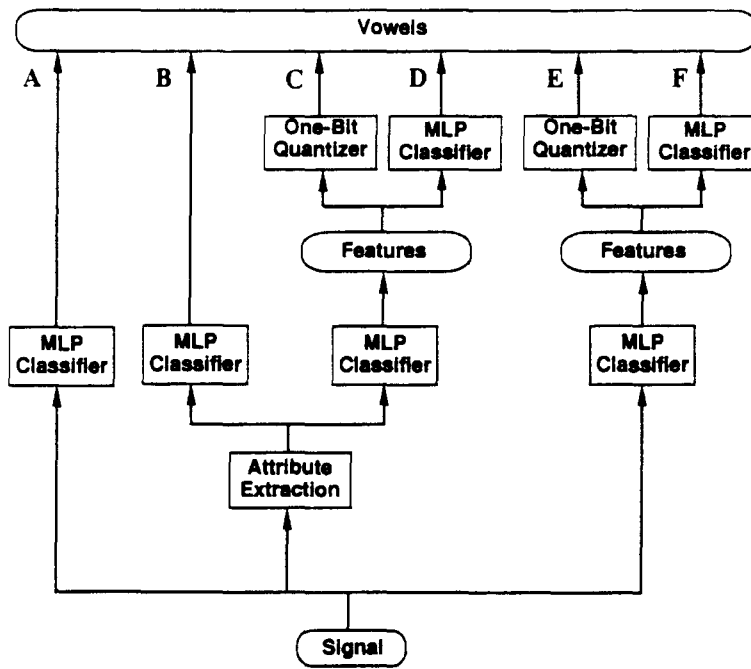 Vowels
A
B
C
D
E
F
One-Bit
Quantizer
MLP
Classifier
One-Bit
Quantizer
MLP
Classifier
Features
Features
MLP
Classifier
MLP
Classifier
MLP
Classifier
MLP
Classifier
Attribute
Extraction
Signal